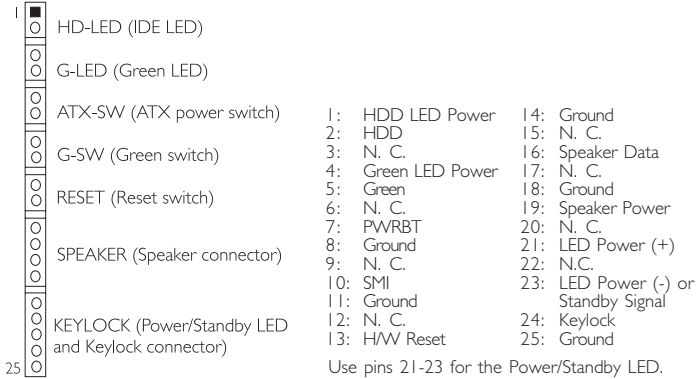 1
HD-LED (IDE LED)
G-LED (Green LED)
ATX-SW (ATX power switch)
G-SW (Green switch)
RESET (Reset switch)
SPEAKER (Speaker connector)
KEYLOCK (Power/Standby LED
and Keylock connector)
25
1: HDD LED Power
2: HDD
3: N. C.
4: Green LED Power
5: Green
6: N. C.
7: PWRBT
8: Ground
9: N. C.
10: SMI
11: Ground
12: N. C.
13: H/W Reset
14: Ground
15: N. C.
16: Speaker Data
17: N. C.
18: Ground
19: Speaker Power
20: N. C.
21: LED Power (+)
22: N.C.
23: LED Power (-) or
Standby Signal
24: Keylock
25: Ground
Use pins 21-23 for the Power/Standby LED.